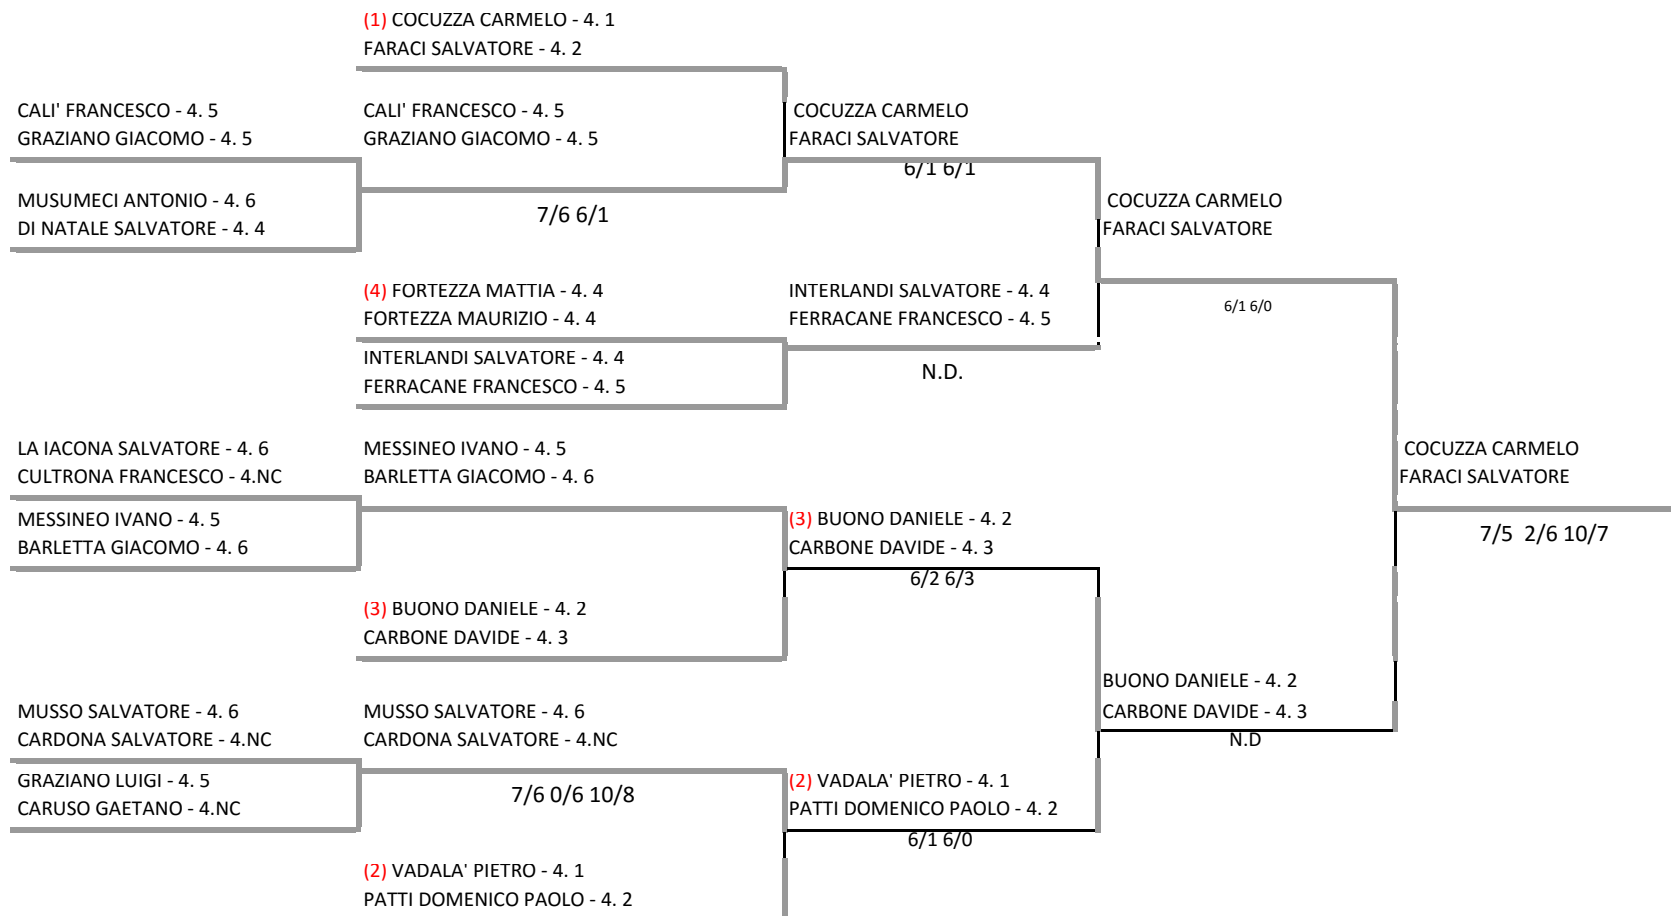 (1) COCUZZA CARMELO - 4. 1
FARACI SALVATORE - 4. 2
CALI' FRANCESCO - 4. 5
GRAZIANO GIACOMO - 4. 5
CALI' FRANCESCO - 4. 5
GRAZIANO GIACOMO - 4. 5
COCUZZA CARMELO
FARACI SALVATORE
6/1 6/1
MUSUMECI ANTONIO - 4. 6
DI NATALE SALVATORE - 4. 4
7/6 6/1
COCUZZA CARMELO
FARACI SALVATORE
(4) FORTEZZA MATTIA - 4. 4
FORTEZZA MAURIZIO - 4. 4
INTERLANDI SALVATORE - 4. 4
FERRACANE FRANCESCO - 4. 5
6/1 6/0
INTERLANDI SALVATORE - 4. 4
FERRACANE FRANCESCO - 4. 5
N.D.
LA IACONA SALVATORE - 4. 6
CULTRONA FRANCESCO - 4.NC
MESSINEO IVANO - 4. 5
BARLETTA GIACOMO - 4. 6
COCUZZA CARMELO
FARACI SALVATORE
MESSINEO IVANO - 4. 5
BARLETTA GIACOMO - 4. 6
(3) BUONO DANIELE - 4. 2
CARBONE DAVIDE - 4. 3
7/5 2/6 10/7
6/2 6/3
(3) BUONO DANIELE - 4. 2
CARBONE DAVIDE - 4. 3
BUONO DANIELE - 4. 2
CARBONE DAVIDE - 4. 3
N.D
MUSSO SALVATORE - 4. 6
CARDONA SALVATORE - 4.NC
MUSSO SALVATORE - 4. 6
CARDONA SALVATORE - 4.NC
GRAZIANO LUIGI - 4. 5
CARUSO GAETANO - 4.NC
7/6 0/6 10/8
(2) VADALA' PIETRO - 4. 1
PATTI DOMENICO PAOLO - 4. 2
6/1 6/0
(2) VADALA' PIETRO - 4. 1
PATTI DOMENICO PAOLO - 4. 2